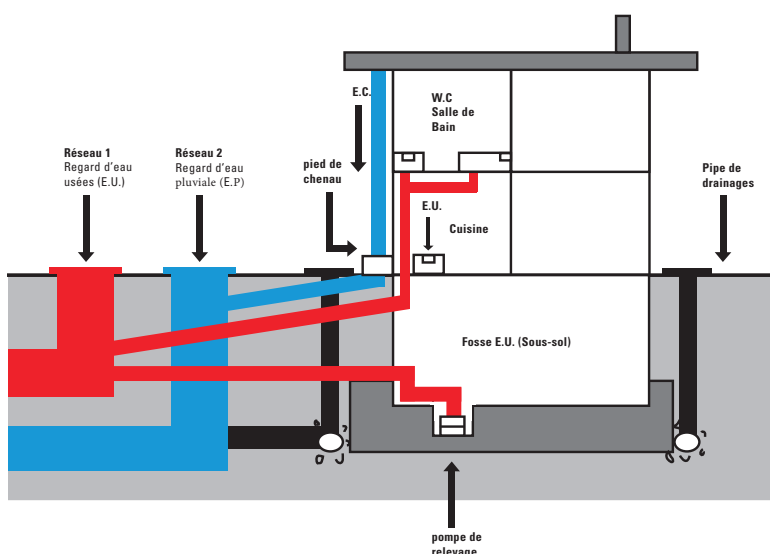 E.C.
W.C
Salle de
Bain
Réseau 1
Regard d'eau
usées (E.U.)
Réseau 2
Regard d'eau
pluviale (E.P)
pied de
chenau
Pipe de
drainages
E.U.
Cuisine
Fosse E.U. (Sous-sol)
pompe de
relevage